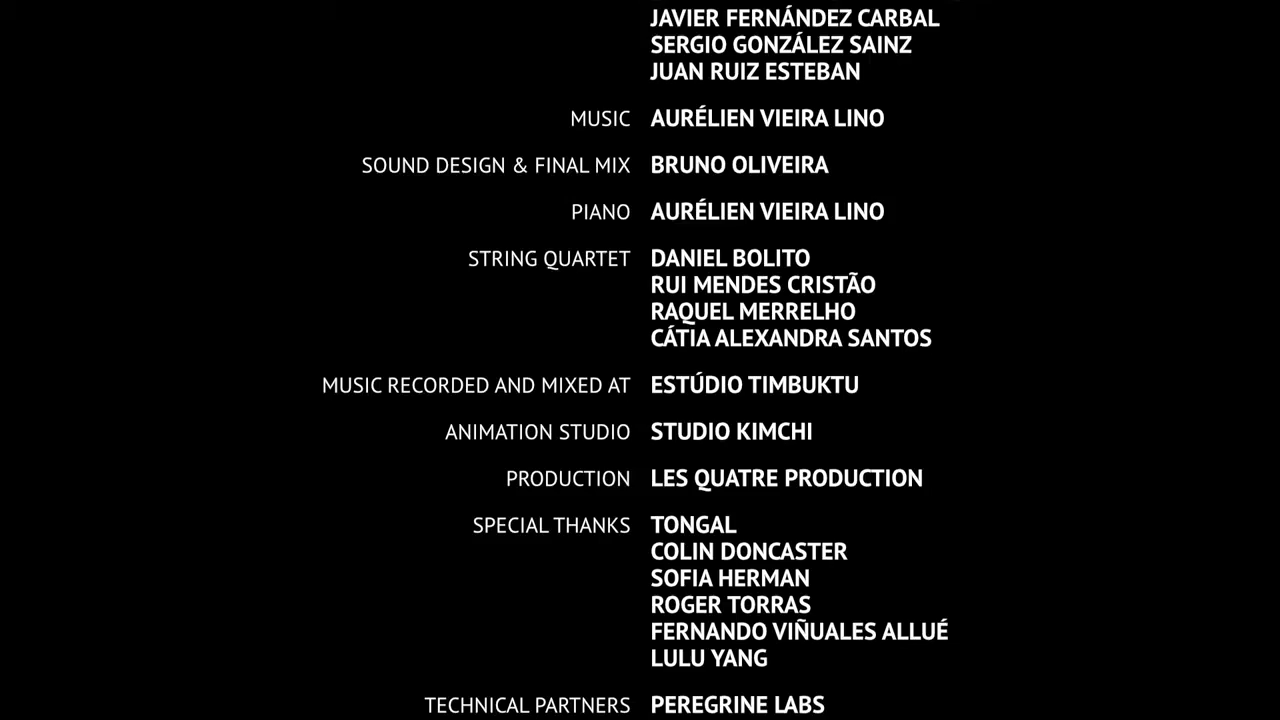 JAVIER FERNÁNDEZ CARBAL
SERGIO GONZÁLEZ SAINZ
JUAN RUIZ ESTEBAN
MUSIC AURÉLIEN VIEIRA LINO
SOUND DESIGN & FINAL MIX BRUNO OLIVEIRA
PIANO AURÉLIEN VIEIRA LINO
STRING QUARTET DANIEL BOLITO
RUI MENDES CRISTÃO
RAQUEL MERRELHO
CÁTIA ALEXANDRA SANTOS
MUSIC RECORDED AND MIXED AT ESTÚDIO TIMBUKTU
ANIMATION STUDIO STUDIO KIMCHI
PRODUCTION LES QUATRE PRODUCTION
SPECIAL THANKS TONGAL
COLIN DONCASTER
SOFIA HERMAN
ROGER TORRAS
FERNANDO VIÑUALES ALLUÉ
LULU YANG
TECHNICAL PARTNERS PEREGRINE LABS